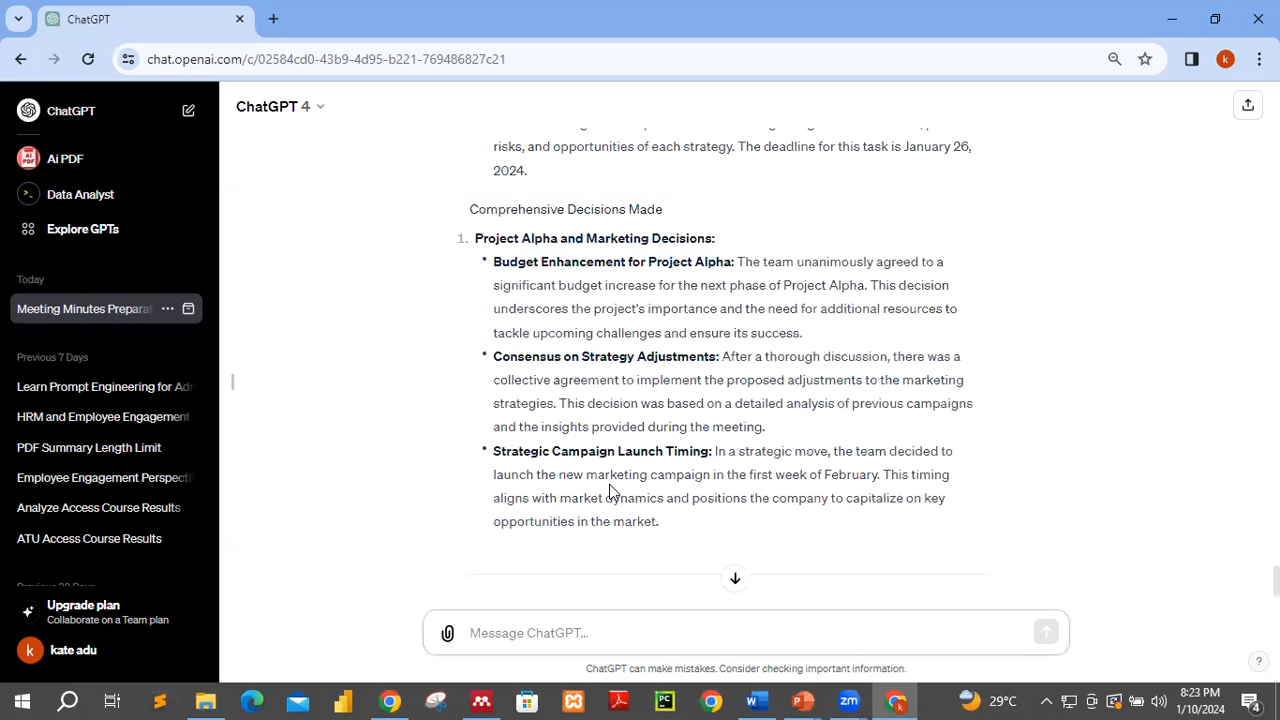 ChatGPT
chat.openai.com/c/02584cd0-43b9-4d95-b221-769486827c21
k
ChatGPT
Ai PDF
Data Analyst
Explore GPTs
Today
Meeting Minutes Preparat
Previous 7 Days
Learn Prompt Engineering for Ad
HRM and Employee Engagement
PDF Summary Length Limit
Employee Engagement Perspecti
Analyze Access Course Results
ATU Access Course Results
Previous 30 Days
Upgrade plan
Collaborate on a Team plan
k
kate adu
ChatGPT 4
risks, and opportunities of each strategy. The deadline for this task is January 26,
2024.
Comprehensive Decisions Made
1. Project Alpha and Marketing Decisions:
• Budget Enhancement for Project Alpha: The team unanimously agreed to a
significant budget increase for the next phase of Project Alpha. This decision
underscores the project's importance and the need for additional resources to
tackle upcoming challenges and ensure its success.
• Consensus on Strategy Adjustments: After a thorough discussion, there was a
collective agreement to implement the proposed adjustments to the marketing
strategies. This decision was based on a detailed analysis of previous campaigns
and the insights provided during the meeting.
• Strategic Campaign Launch Timing: In a strategic move, the team decided to
launch the new marketing campaign in the first week of February. This timing
aligns with market dynamics and positions the company to capitalize on key
opportunities in the market.
Message ChatGPT...
ChatGPT can make mistakes. Consider checking important information.
?
29°C
8:23 PM
1/10/2024
4